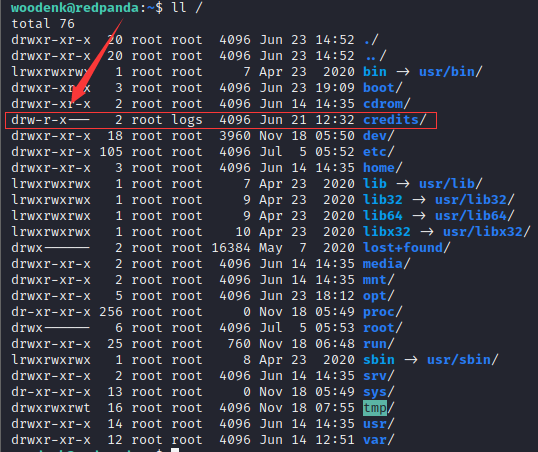 woodenk@redpanda:~$ ll /
total 76
drwxr-xr-x  20 root root  4096 Jun 23 14:52 ./
drwxr-xr-x  20 root root  4096 Jun 23 14:52 ../
lrwxrwxrwx   1 root root     7 Apr 23  2020 bin -> usr/bin/
drwxr-xr-x   3 root root  4096 Jun 23 19:09 boot/
drwxr-xr-x   2 root root  4096 Jun 14 14:35 cdrom/
drw-r-x---   2 root logs  4096 Jun 21 12:32 credits/
drwxr-xr-x  18 root root  3960 Nov 18 05:50 dev/
drwxr-xr-x 105 root root  4096 Jul  5 05:52 etc/
drwxr-xr-x   3 root root  4096 Jun 14 14:35 home/
lrwxrwxrwx   1 root root     7 Apr 23  2020 lib -> usr/lib/
lrwxrwxrwx   1 root root     9 Apr 23  2020 lib32 -> usr/lib32/
lrwxrwxrwx   1 root root     9 Apr 23  2020 lib64 -> usr/lib64/
lrwxrwxrwx   1 root root    10 Apr 23  2020 libx32 -> usr/libx32/
drwx------   2 root root 16384 May  7  2020 lost+found/
drwxr-xr-x   2 root root  4096 Jun 14 14:35 media/
drwxr-xr-x   2 root root  4096 Jun 14 14:35 mnt/
drwxr-xr-x   5 root root  4096 Jun 23 18:12 opt/
dr-xr-xr-x 256 root root     0 Nov 18 05:49 proc/
drwx------   6 root root  4096 Jul  5 05:53 root/
drwxr-xr-x  25 root root   760 Nov 18 06:48 run/
lrwxrwxrwx   1 root root     8 Apr 23  2020 sbin -> usr/sbin/
drwxr-xr-x   2 root root  4096 Jun 14 14:35 srv/
dr-xr-xr-x  13 root root     0 Nov 18 05:49 sys/
drwxrwxrwt  16 root root  4096 Nov 18 07:55 tmp/
drwxr-xr-x  14 root root  4096 Jun 14 14:35 usr/
drwxr-xr-x  12 root root  4096 Jun 14 12:51 var/